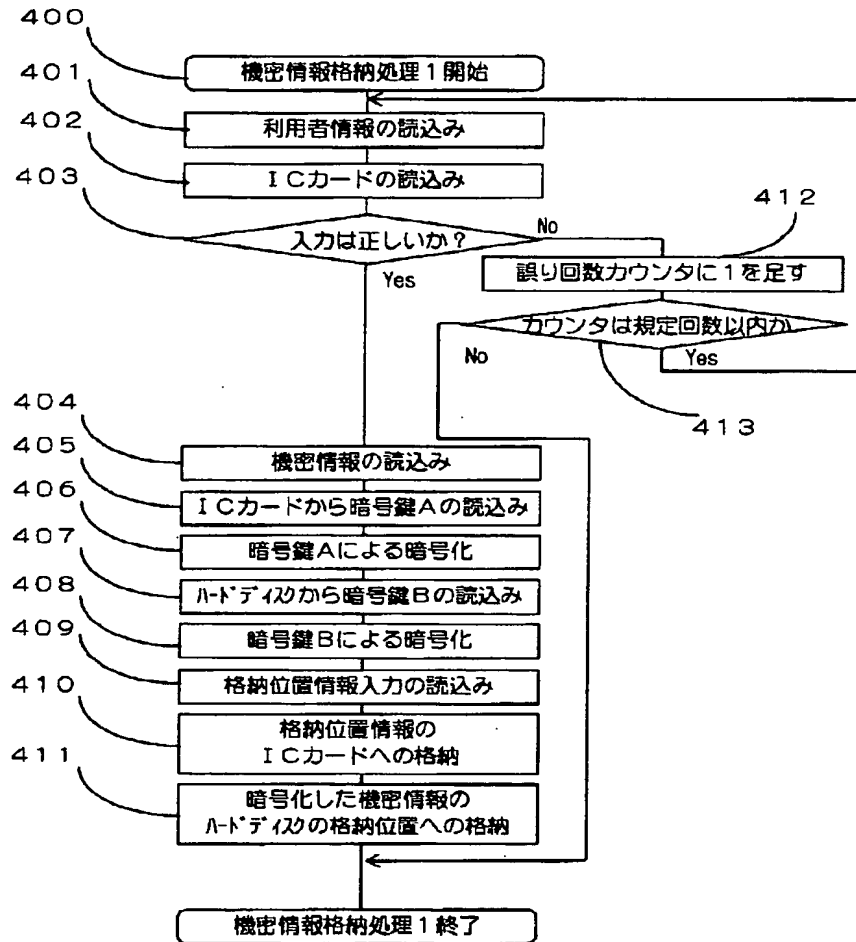 400
機密情報格納処理1開始
401
利用者情報の読込み
402
ICカードの読込み
403
入力は正しいか?
No
Yes
412
誤り回数カウンタに1を足す
カウンタは規定回数以内か
No
Yes
413
404
機密情報の読込み
405
ICカードから暗号鍵Aの読込み
406
暗号鍵Aによる暗号化
407
ハードディスクから暗号鍵Bの読込み
408
暗号鍵Bによる暗号化
409
格納位置情報入力の読込み
410
格納位置情報の
ICカードへの格納
411
暗号化した機密情報の
ハードディスクの格納位置への格納
機密情報格納処理1終了